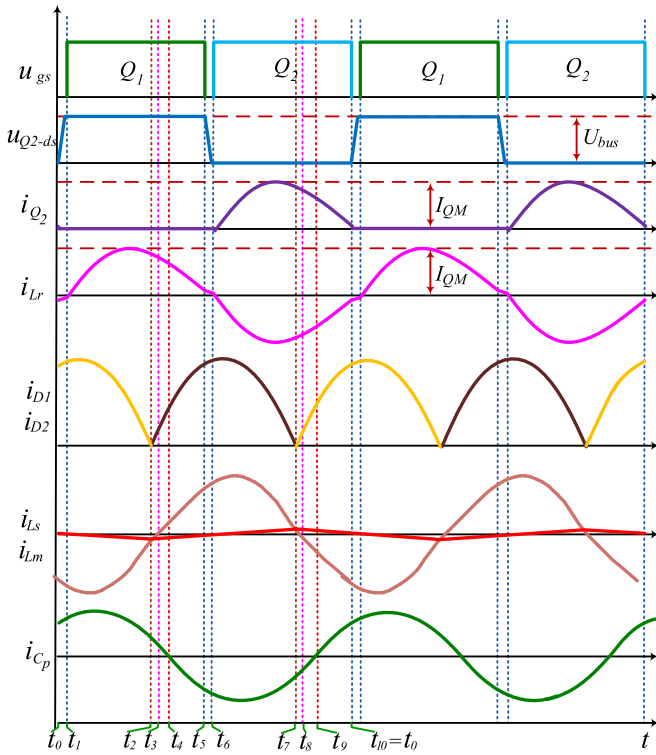 u gs Q1 Q2 Q1 Q2
uQ2-ds Ubus
iQ2 IQM
iLr IQM
iD1
iD2
iLs
iLm
iCp
t0 t1 t2 t3 t4 t5 t6 t7 t8 t9 t10=t0 t